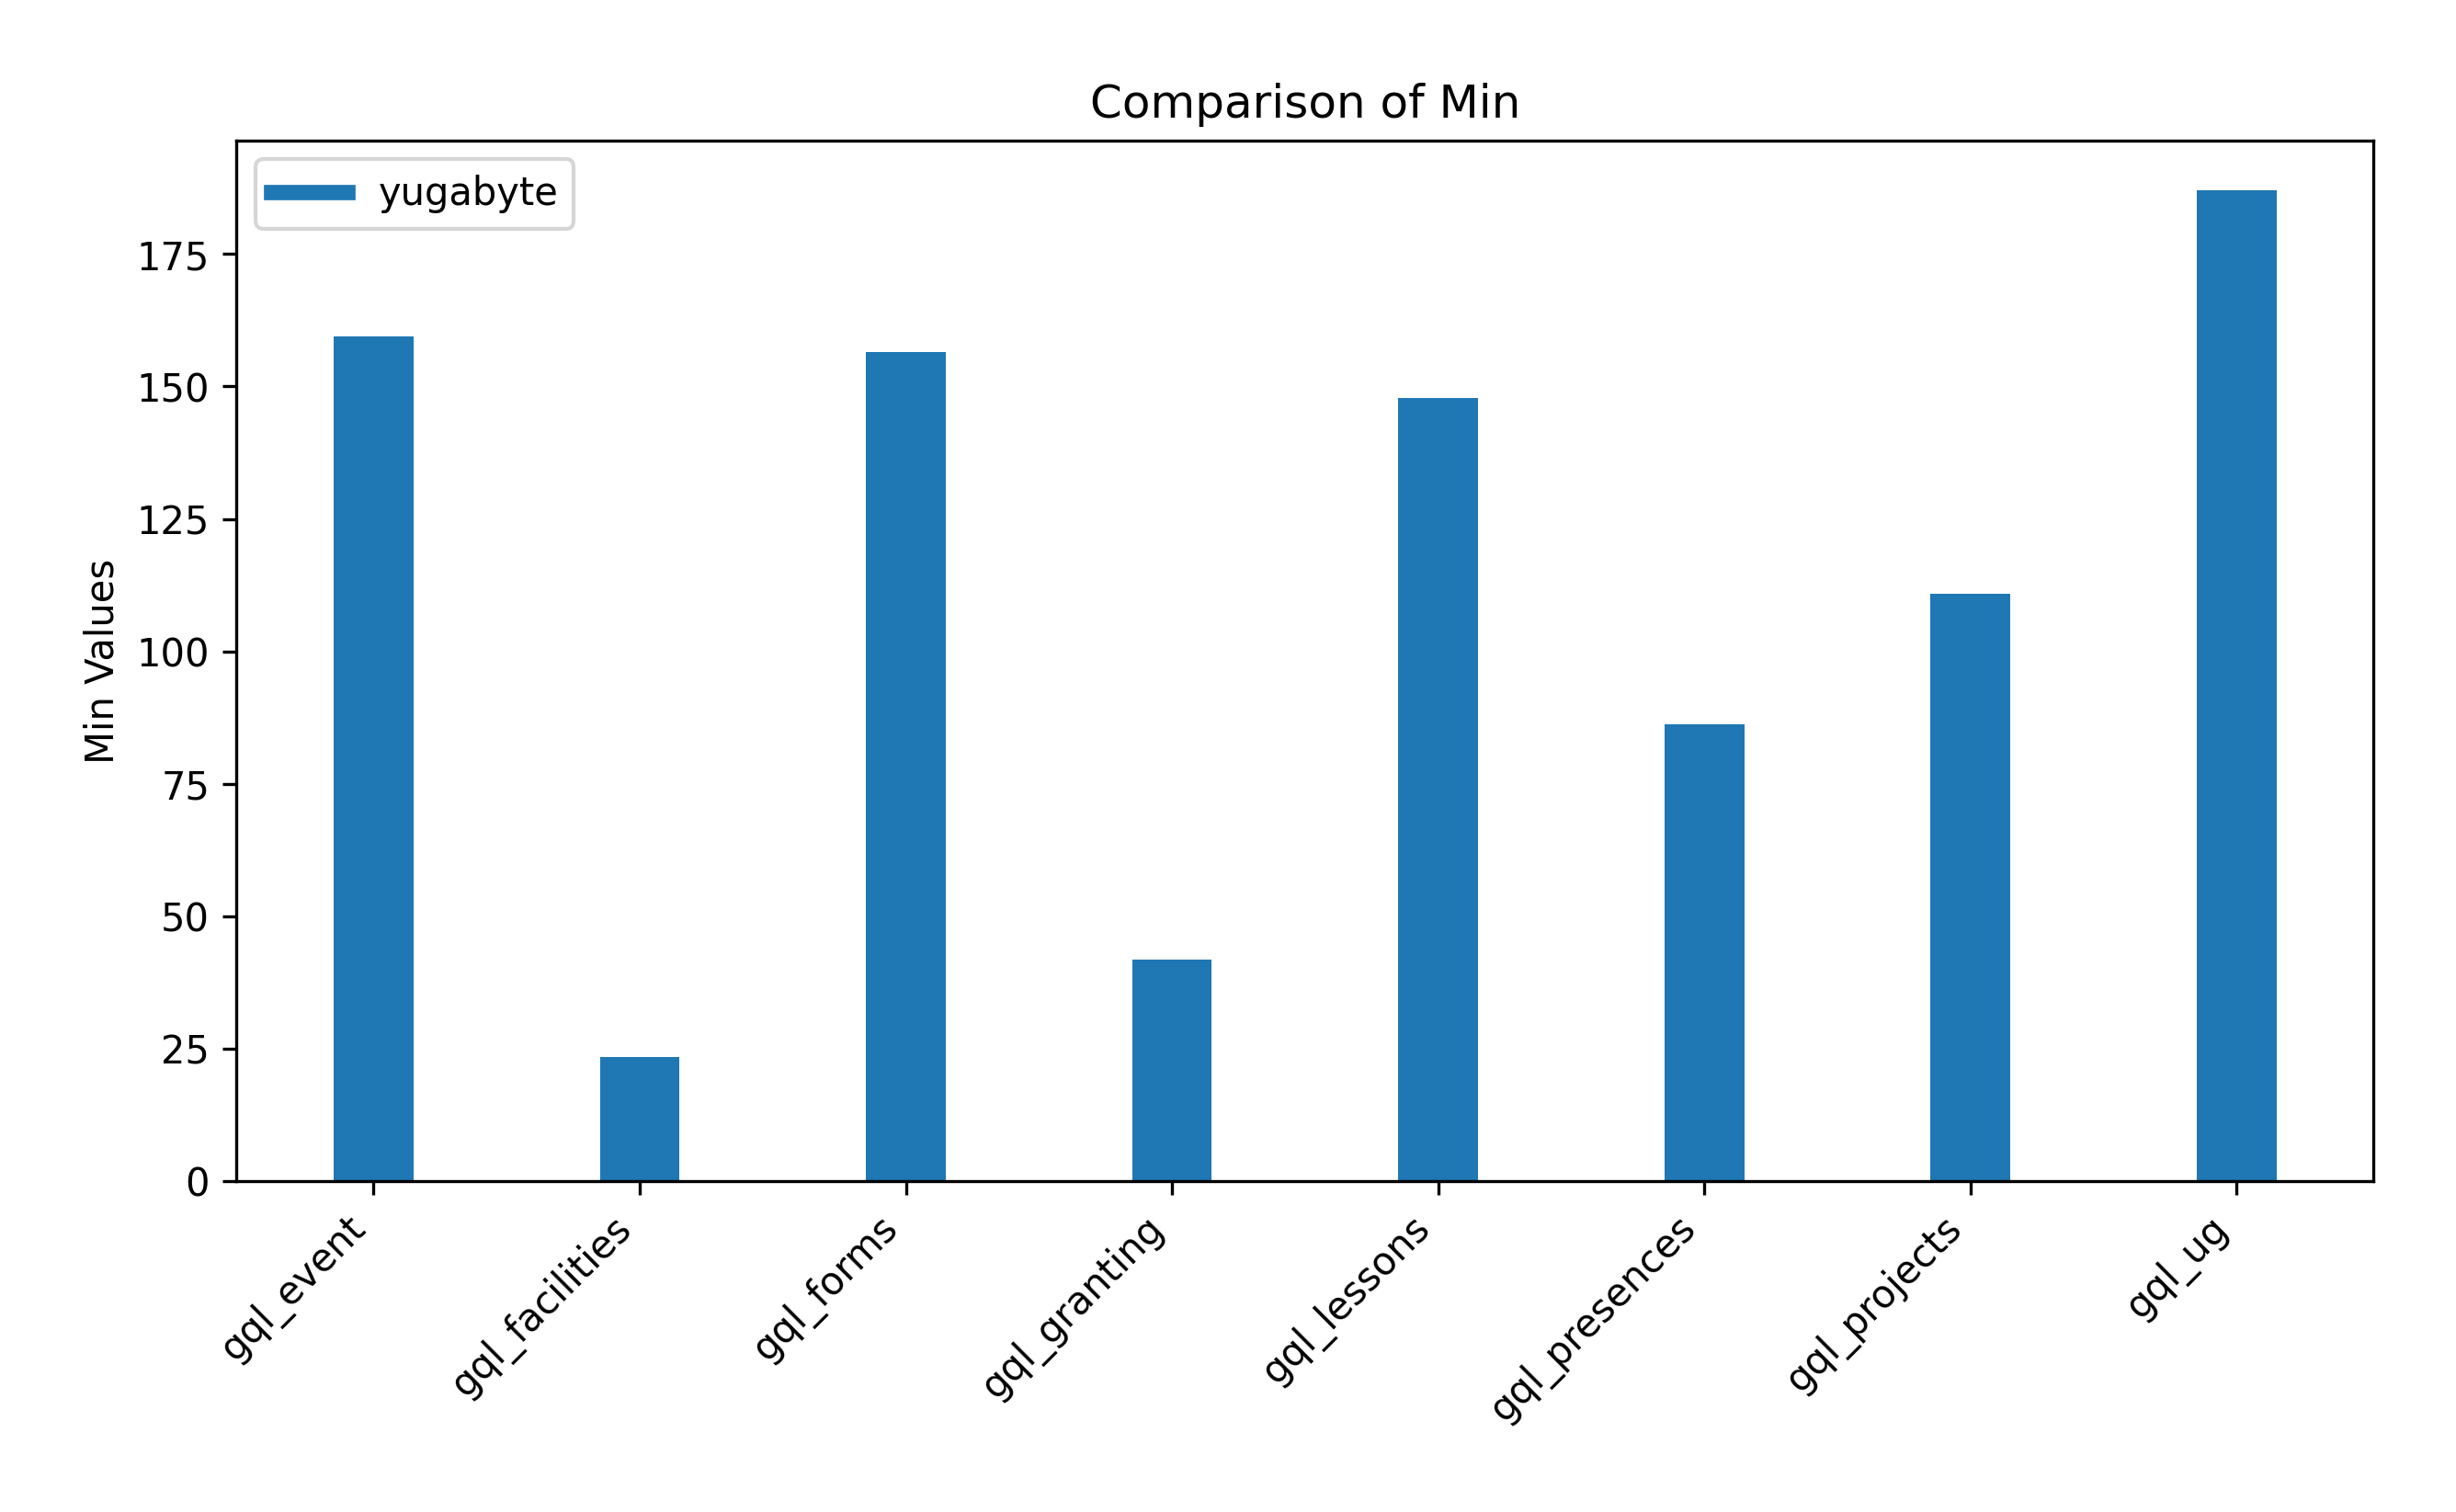 Comparison of Min
yugabyte
Min Values
175
150
125
100
75
50
25
0
gql_event
gql_facilities
gql_forms
gql_granting
gql_lessons
gql_presences
gql_projects
gql_ug